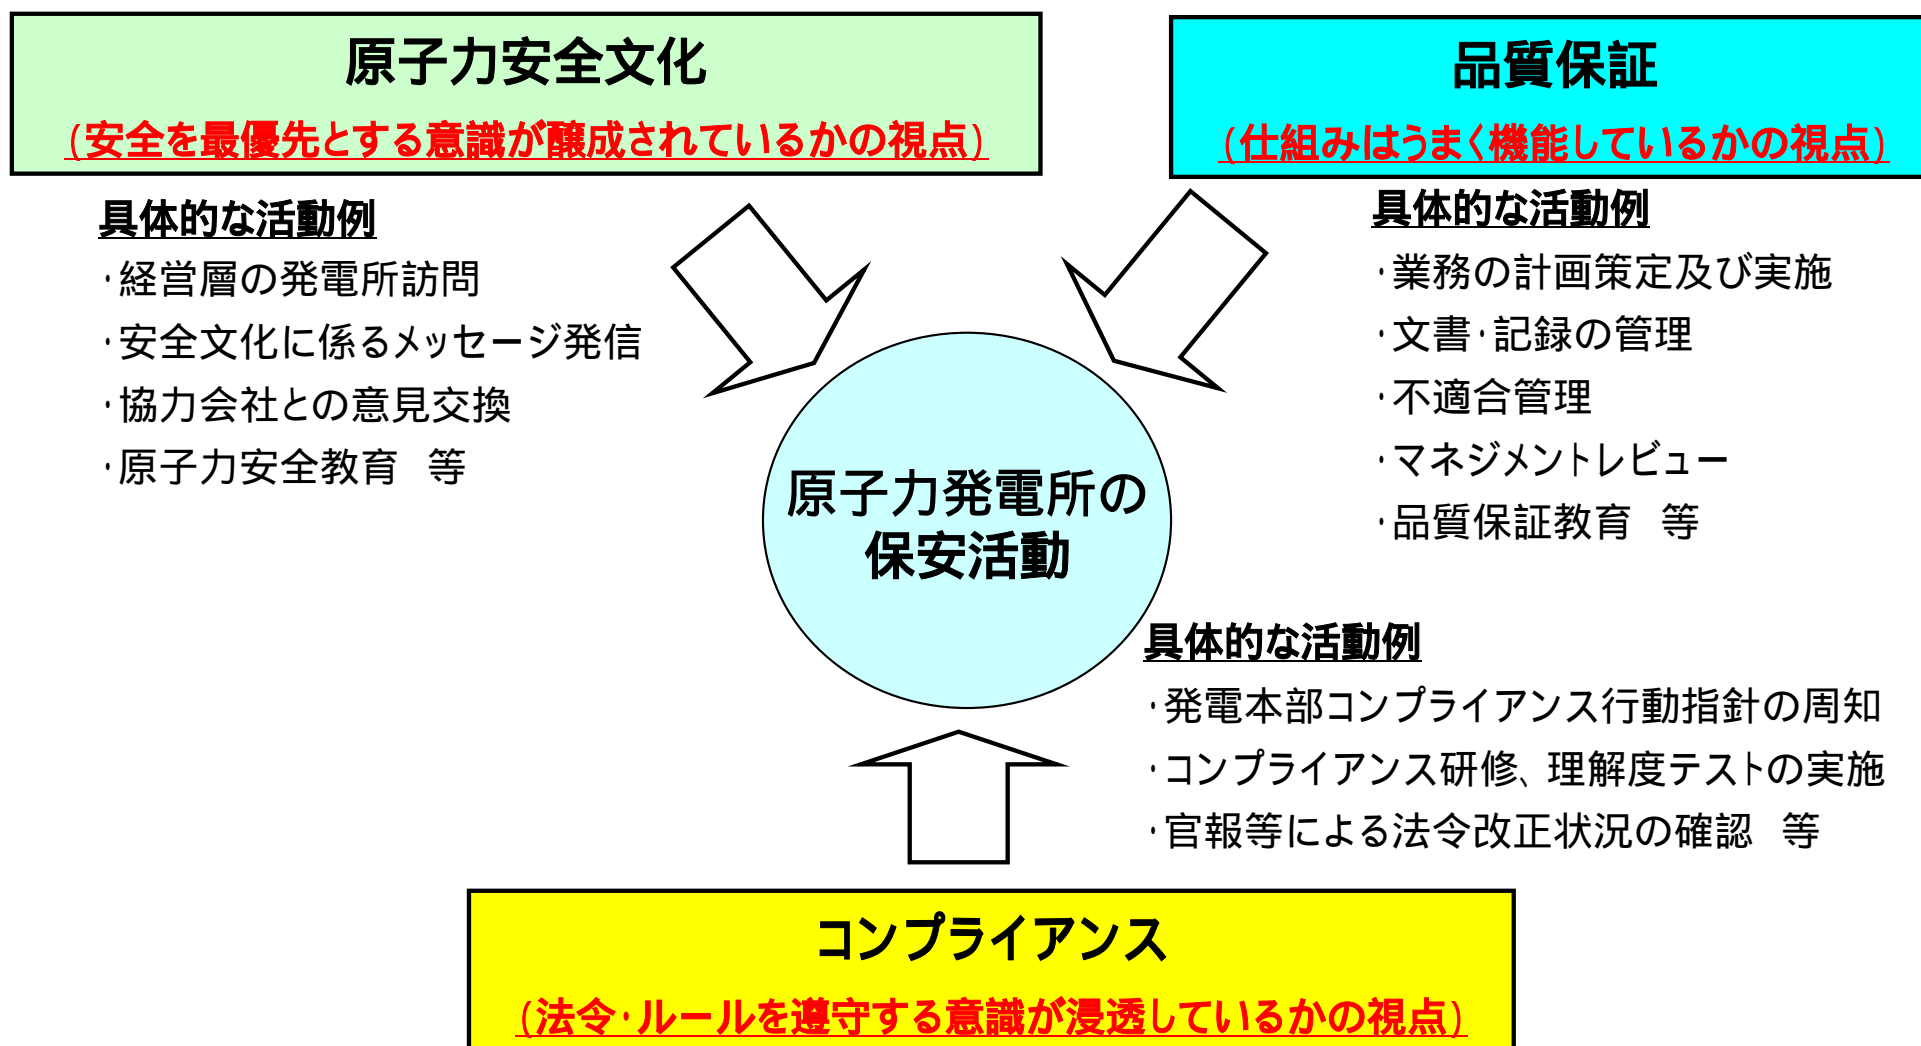 原子力安全文化
(安全を最優先とする意識が醸成されているかの視点)
具体的な活動例
・経営層の発電所訪問
・安全文化に係るメッセージ発信
・協力会社との意見交換
・原子力安全教育　等
品質保証
(仕組みはうまく機能しているかの視点)
具体的な活動例
・業務の計画策定及び実施
・文書・記録の管理
・不適合管理
・マネジメントレビュー
・品質保証教育　等
原子力発電所の
保安活動
具体的な活動例
・発電本部コンプライアンス行動指針の周知
・コンプライアンス研修、理解度テストの実施
・官報等による法令改正状況の確認　等
コンプライアンス
(法令・ルールを遵守する意識が浸透しているかの視点)